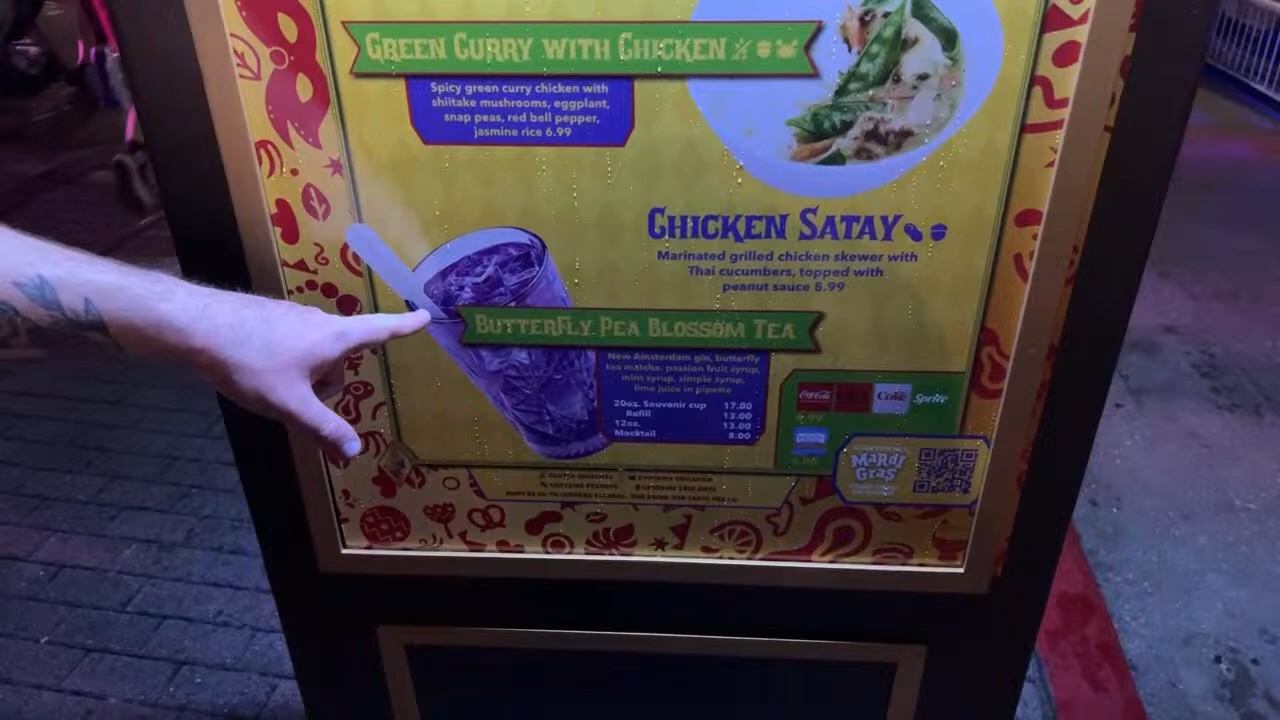 GREEN CURRY WITH CHICKEN
Spicy green curry chicken with
shiitake mushrooms, eggplant,
snap peas, red bell pepper,
jasmine rice 6.99
CHICKEN SATAY
Marinated grilled chicken skewer with
Thai cucumbers, topped with
peanut sauce 8.99
BUTTERFLY PEA BLOSSOM TEA
New Amsterdam gin, butterfly
tea matcha, passion fruit syrup,
mint syrup, simple syrup,
lime juice in pipette
20oz. Souvenir cup 17.00
Refill 13.00
12oz. 13.00
Mocktail 8.00
Coca-Cola
Coke
Sprite
MARDI
GRAS